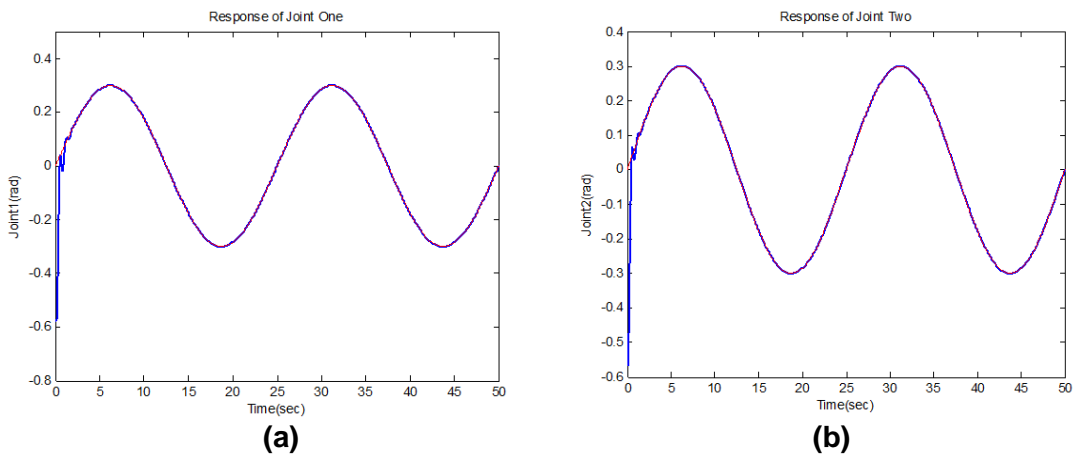 Response of Joint One
0.4
0.2
0
-0.2
-0.4
-0.6
-0.8
Joint1(rad)
0 5 10 15 20 25 30 35 40 45 50
Time(sec)
(a)
Response of Joint Two
0.4
0.3
0.2
0.1
0
-0.1
-0.2
-0.3
-0.4
-0.5
-0.6
Joint2(rad)
0 5 10 15 20 25 30 35 40 45 50
Time(sec)
(b)